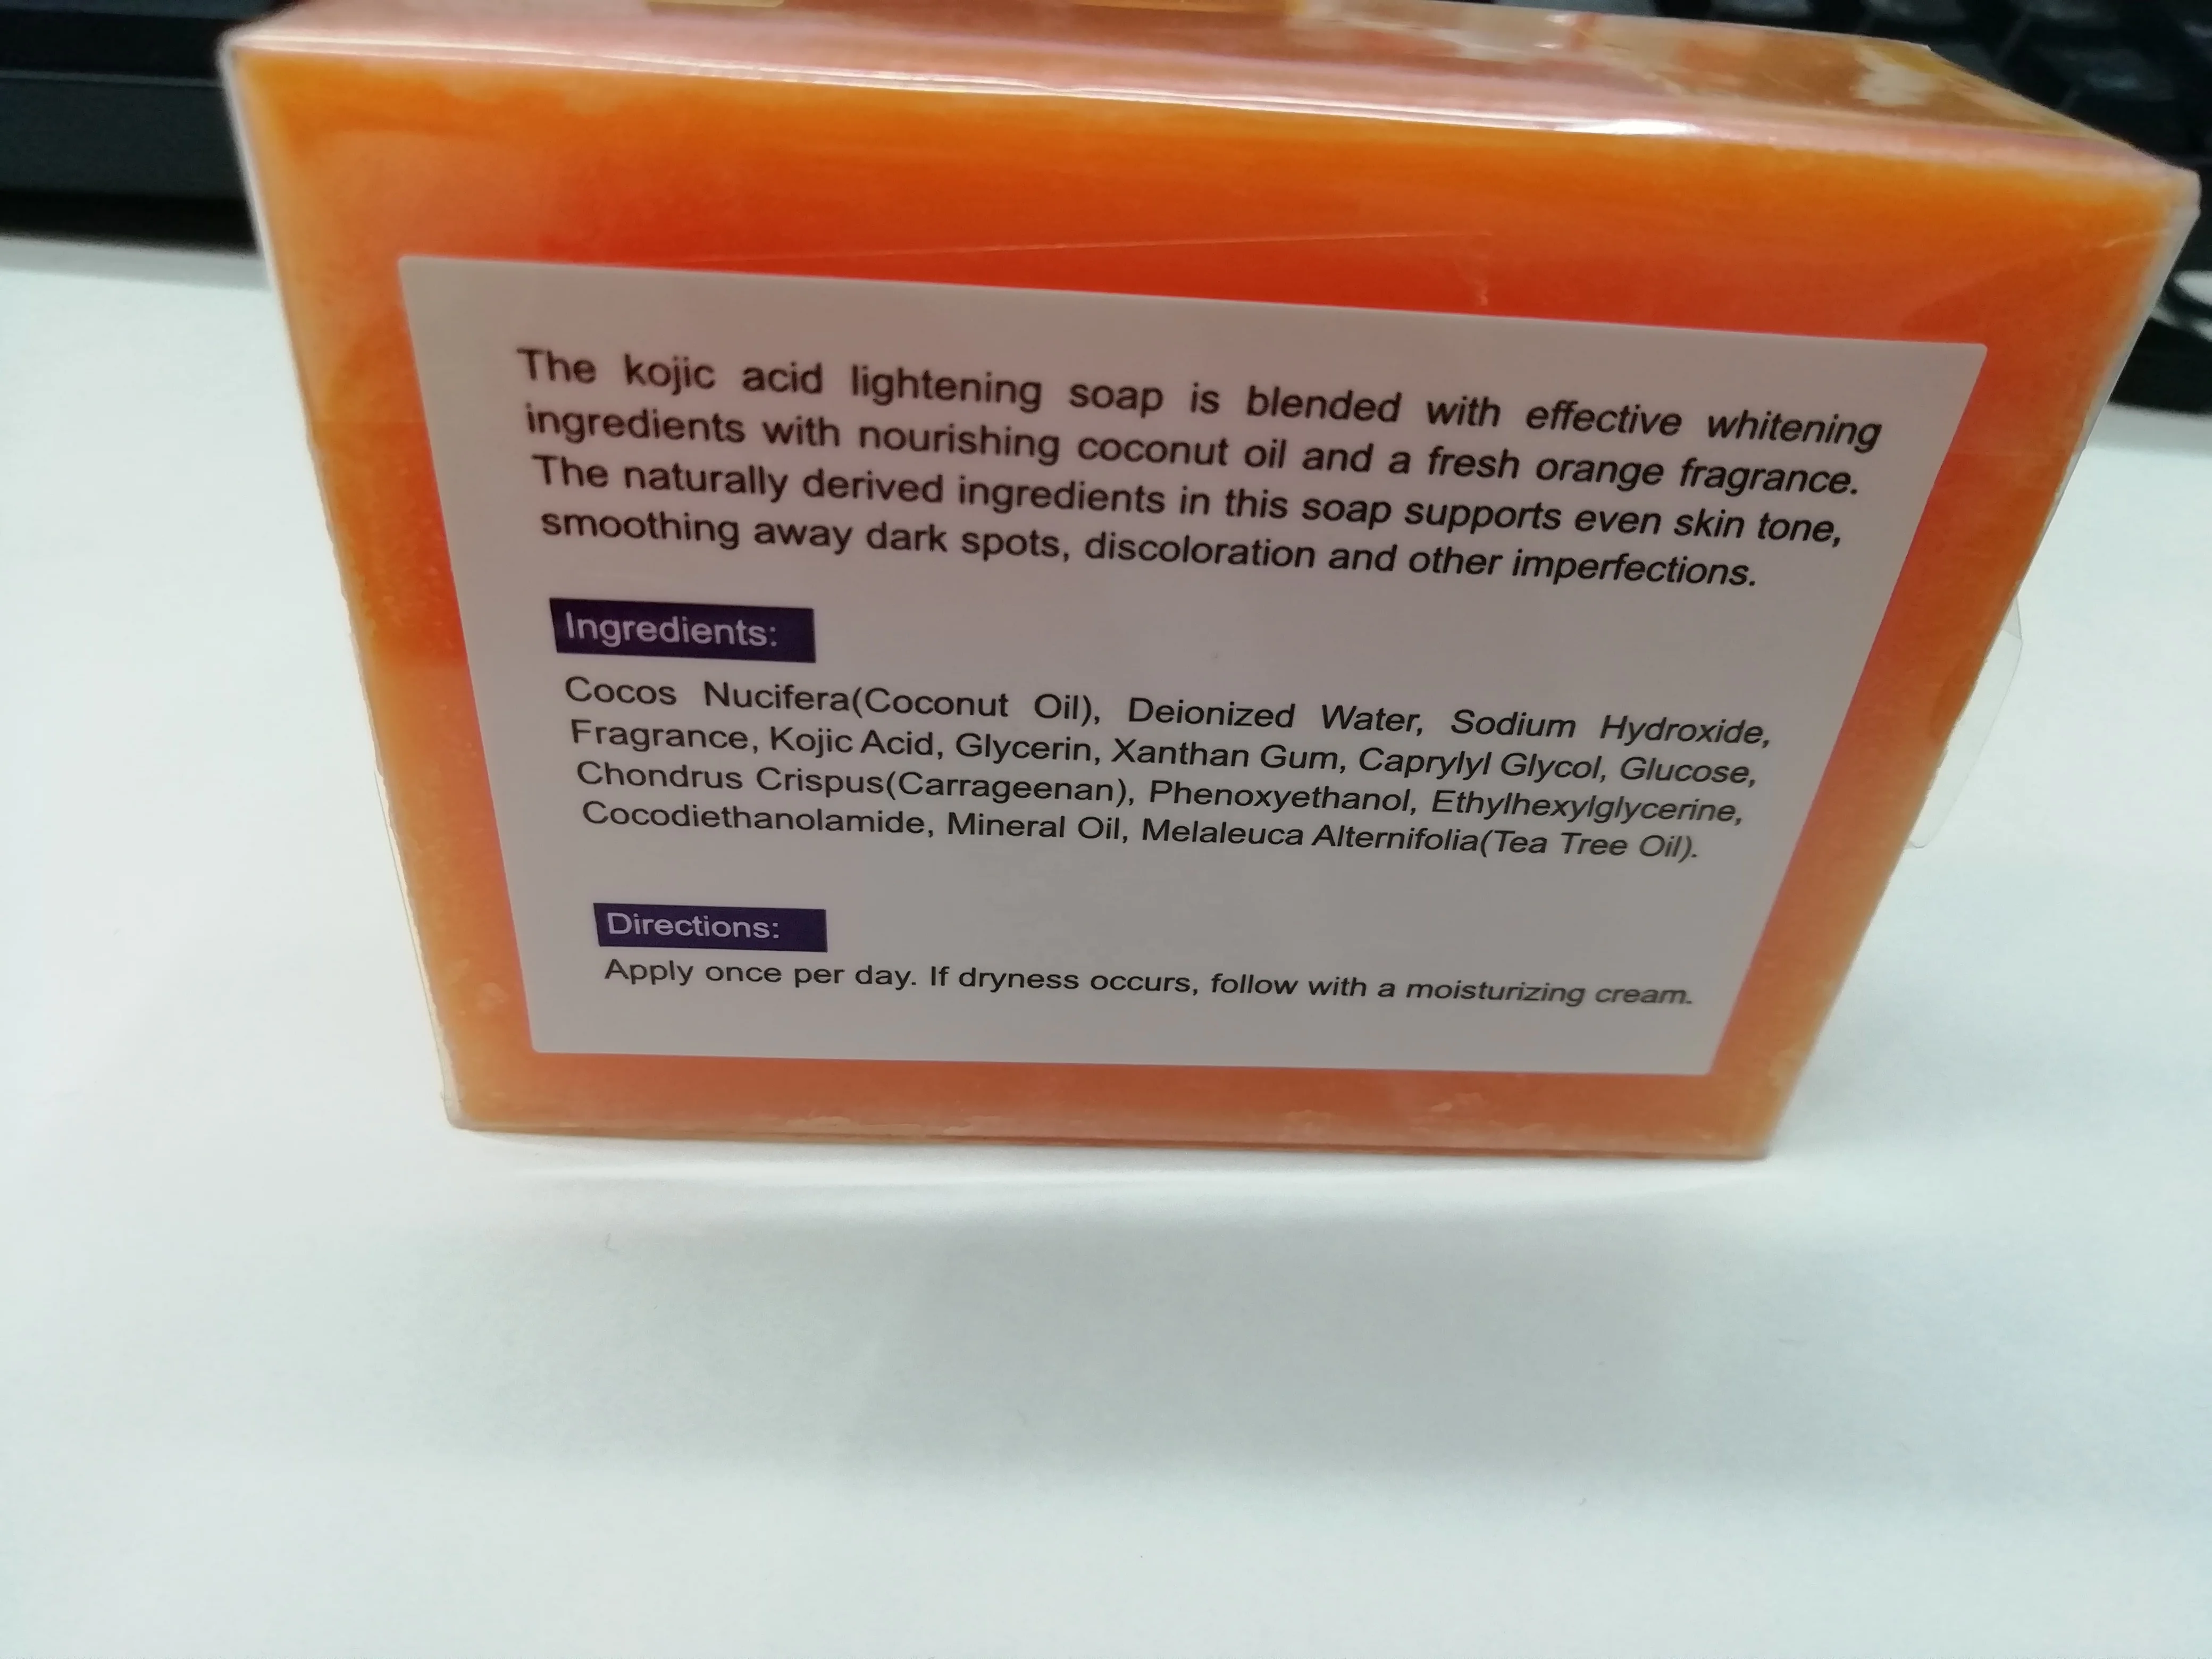 The kojic acid lightening soap is blended with effective whitening
ingredients with nourishing coconut oil and a fresh orange fragrance.
The naturally derived ingredients in this soap supports even skin tone,
smoothing away dark spots, discoloration and other imperfections.
Ingredients:
Cocos Nucifera(Coconut Oil), Deionized Water, Sodium Hydroxide,
Fragrance, Kojic Acid, Glycerin, Xanthan Gum, Caprylyl Glycol, Glucose,
Chondrus Crispus(Carrageenan), Phenoxyethanol, Ethylhexylglycerine,
Cocodiethanolamide, Mineral Oil, Melaleuca Alternifolia(Tea Tree Oil).
Directions:
Apply once per day. If dryness occurs, follow with a moisturizing cream.